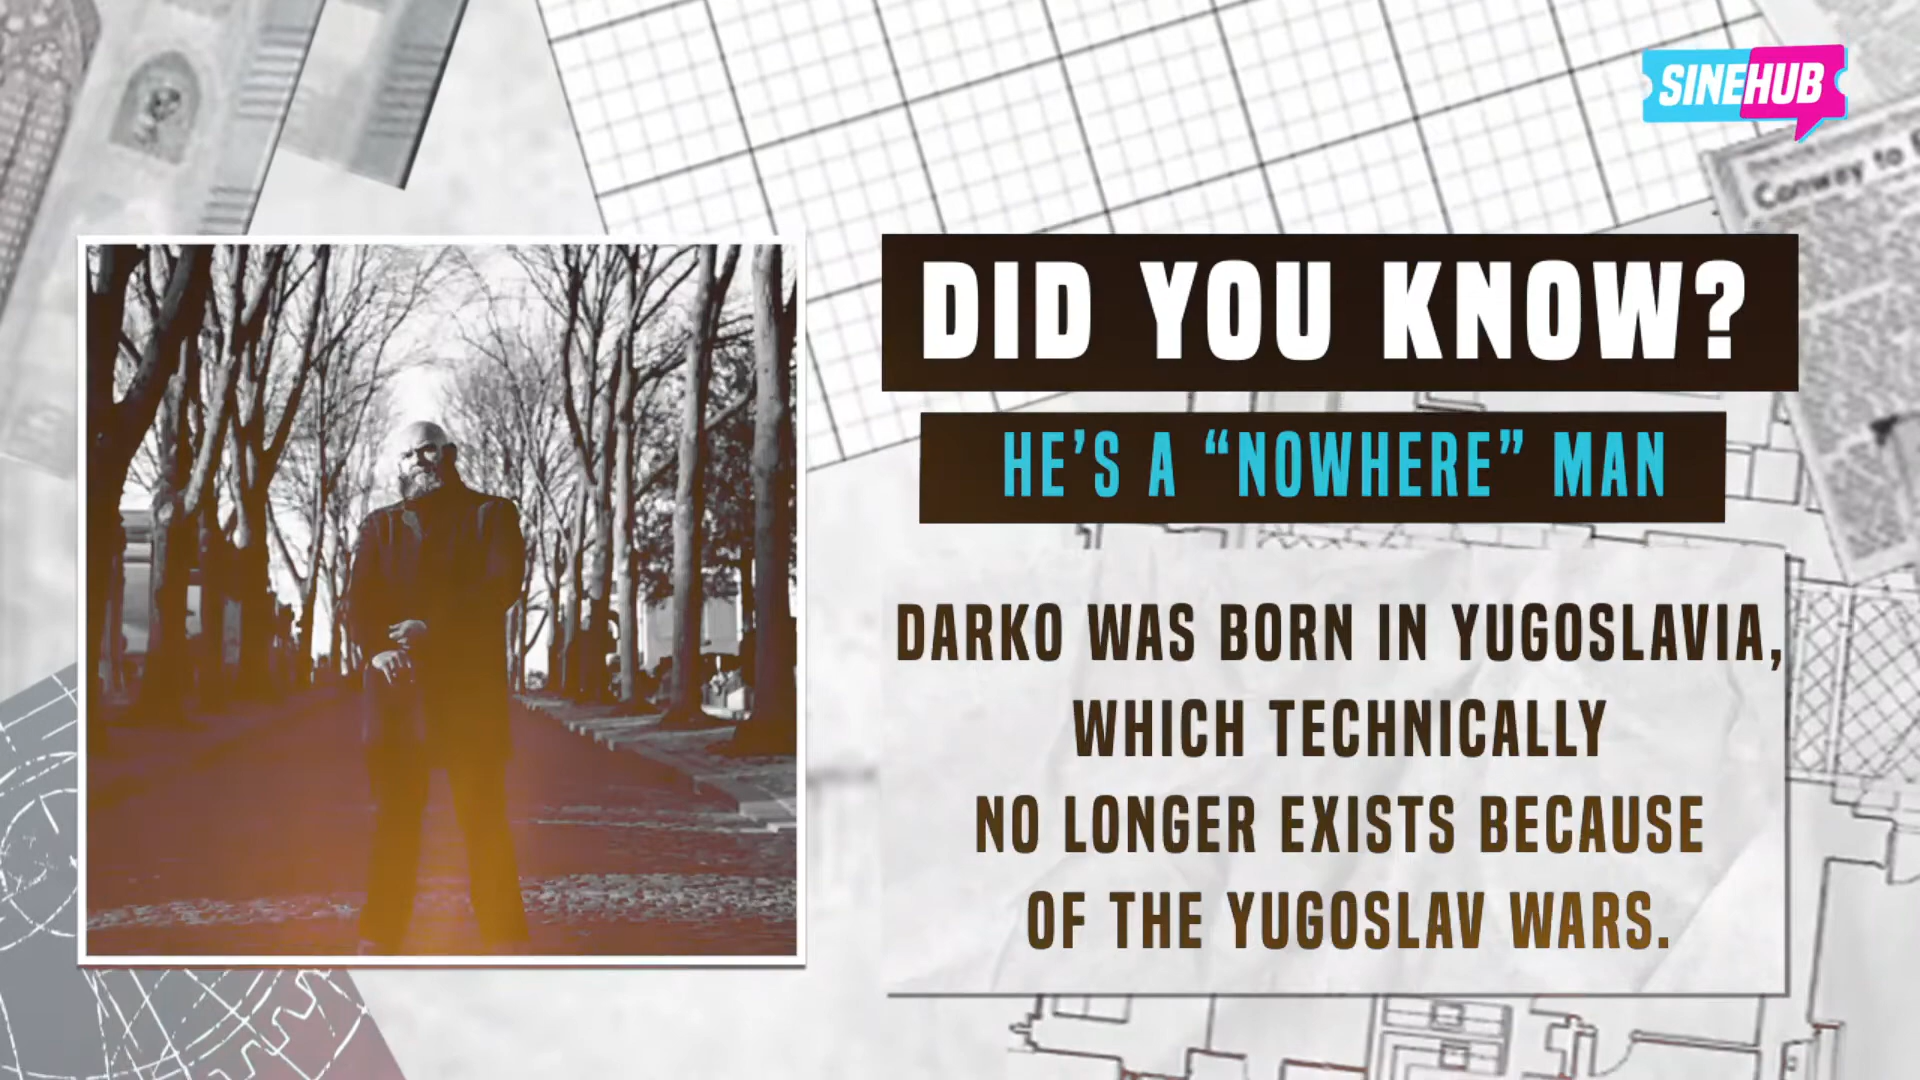 SINEHUB
Conway to
DID YOU KNOW?
HE'S A “NOWHERE” MAN
DARKO WAS BORN IN YUGOSLAVIA,
WHICH TECHNICALLY
NO LONGER EXISTS BECAUSE
OF THE YUGOSLAV WARS.